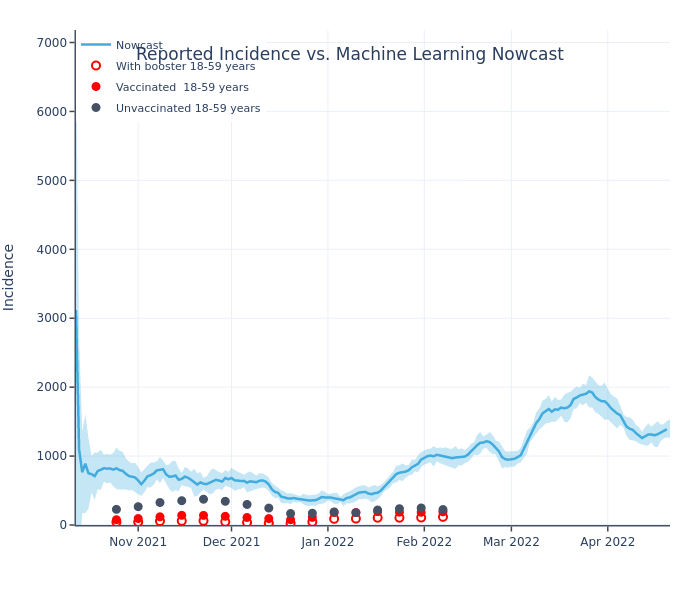 Reported Incidence vs. Machine Learning Nowcast
Nowcast
With booster 18-59 years
Vaccinated 18-59 years
Unvaccinated 18-59 years
Incidence
7000
6000
5000
4000
3000
2000
1000
0
Nov 2021
Dec 2021
Jan 2022
Feb 2022
Mar 2022
Apr 2022